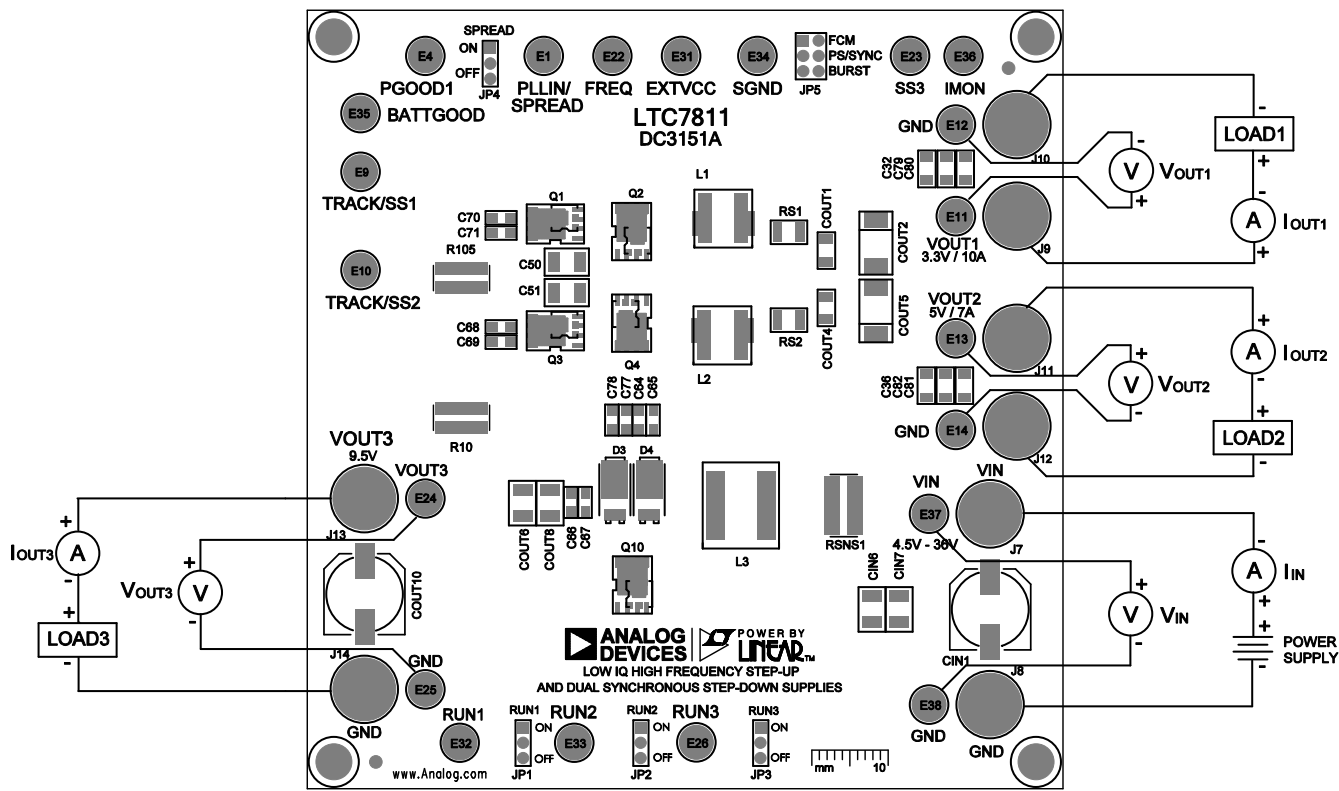 SPREAD
ON
OFF
JP4
E4
PGOOD1
E1
PLLIN/
SPREAD
E22
FREQ
E31
EXTVCC
E34
SGND
FCM
PS/SYNC
BURST
JP5
E23
SS3
E36
IMON
E35
BATTGOOD
LTC7811
DC3151A
E9
TRACK/SS1
E10
TRACK/SS2
GND
E12
J10
C32
C79
C80
E11
VOUT1
3.3V / 10A
J9
-
LOAD1
+
-
A
IOUT1
+
-
V
VOUT1
+
C70
C71
Q1
Q2
L1
RS1
COUT1
COUT2
R105
C50
C51
C68
C69
Q3
Q4
L2
RS2
COUT4
COUT5
VOUT2
5V / 7A
E13
J11
C36
C82
C81
GND
E14
J12
+
V
VOUT2
-
+
A
IOUT2
-
+
LOAD2
-
C78
C77
C64
C65
R10
D3
D4
COUT6
COUT8
C66
C67
Q10
L3
RSNS1
VOUT3
9.5V
VOUT3
E24
J13
COUT10
J14
GND
E25
GND
+
IOUT3
A
-
+
LOAD3
-
+
VOUT3
V
-
VIN
E37
VIN
4.5V - 36V
J7
CIN6
CIN7
CIN1
J8
E38
GND
GND
-
A
IIN
+
+
POWER
SUPPLY
-
+
V
VIN
-
ANALOG
DEVICES
POWER BY
LINEAR™
LOW IQ HIGH FREQUENCY STEP-UP
AND DUAL SYNCHRONOUS STEP-DOWN SUPPLIES
RUN1
E32
RUN1
ON
OFF
JP1
RUN2
E33
RUN2
ON
OFF
JP2
RUN3
E26
RUN3
ON
OFF
JP3
mm 10
www.Analog.com